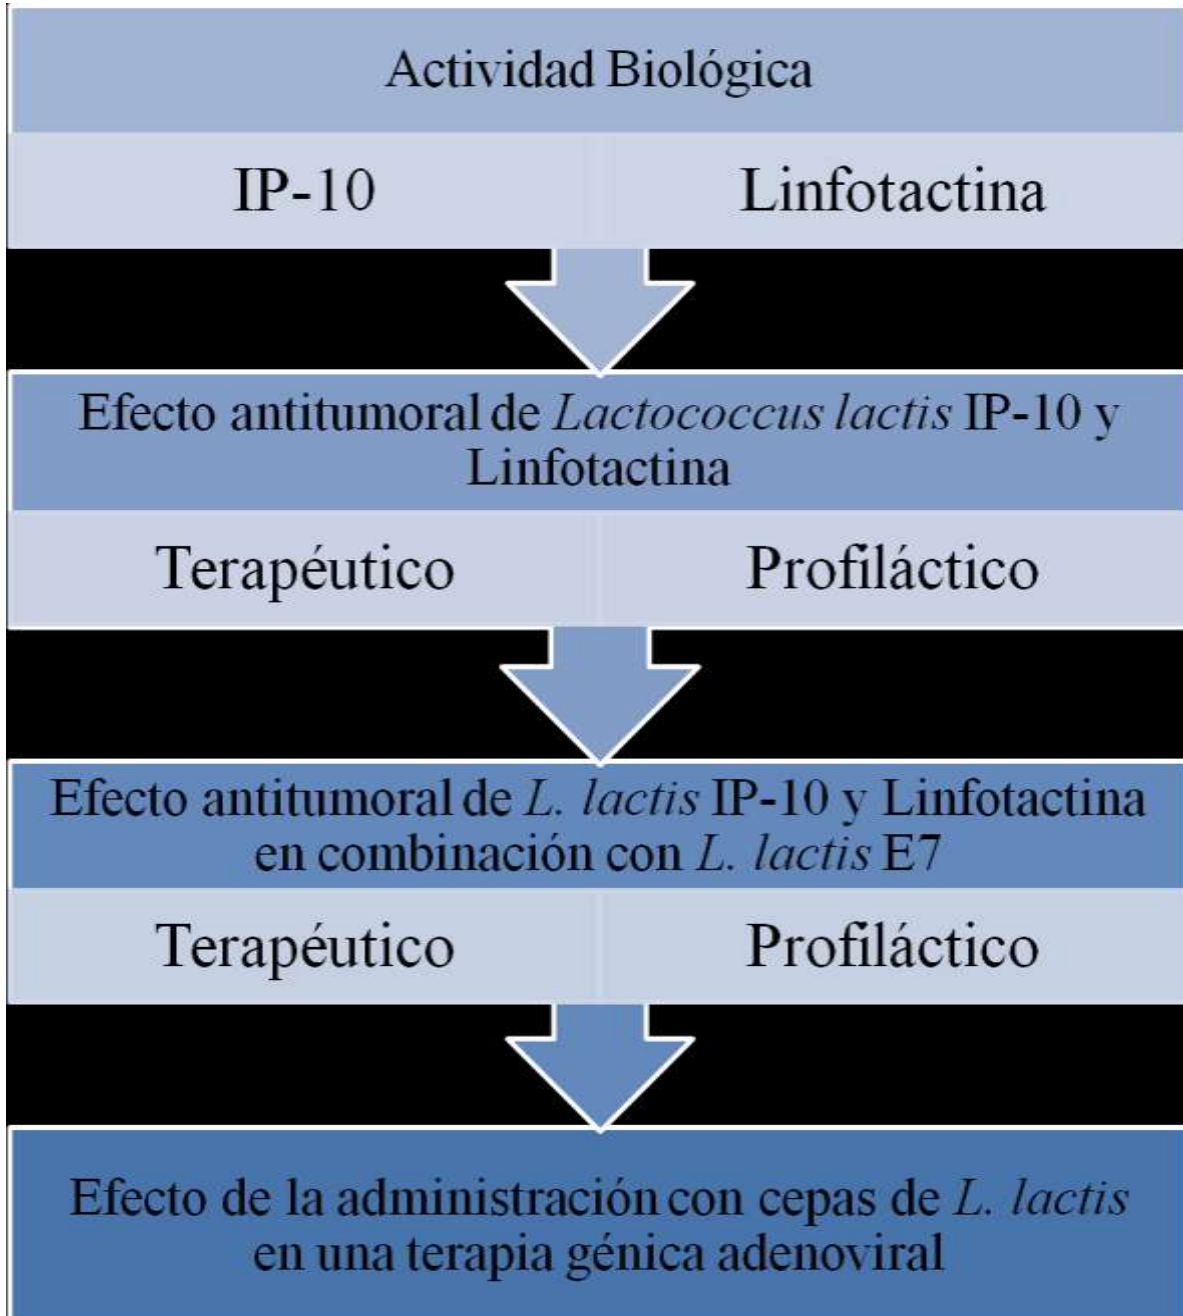 Actividad Biológica
IP-10
Linfotactina
Efecto antitumoral de Lactococcus lactis IP-10 y
Linfotactina
Terapéutico
Profiláctico
Efecto antitumoral de L. lactis IP-10 y Linfotactina
en combinación con L. lactis E7
Terapéutico
Profiláctico
Efecto de la administración con cepas de L. lactis
en una terapia génica adenoviral